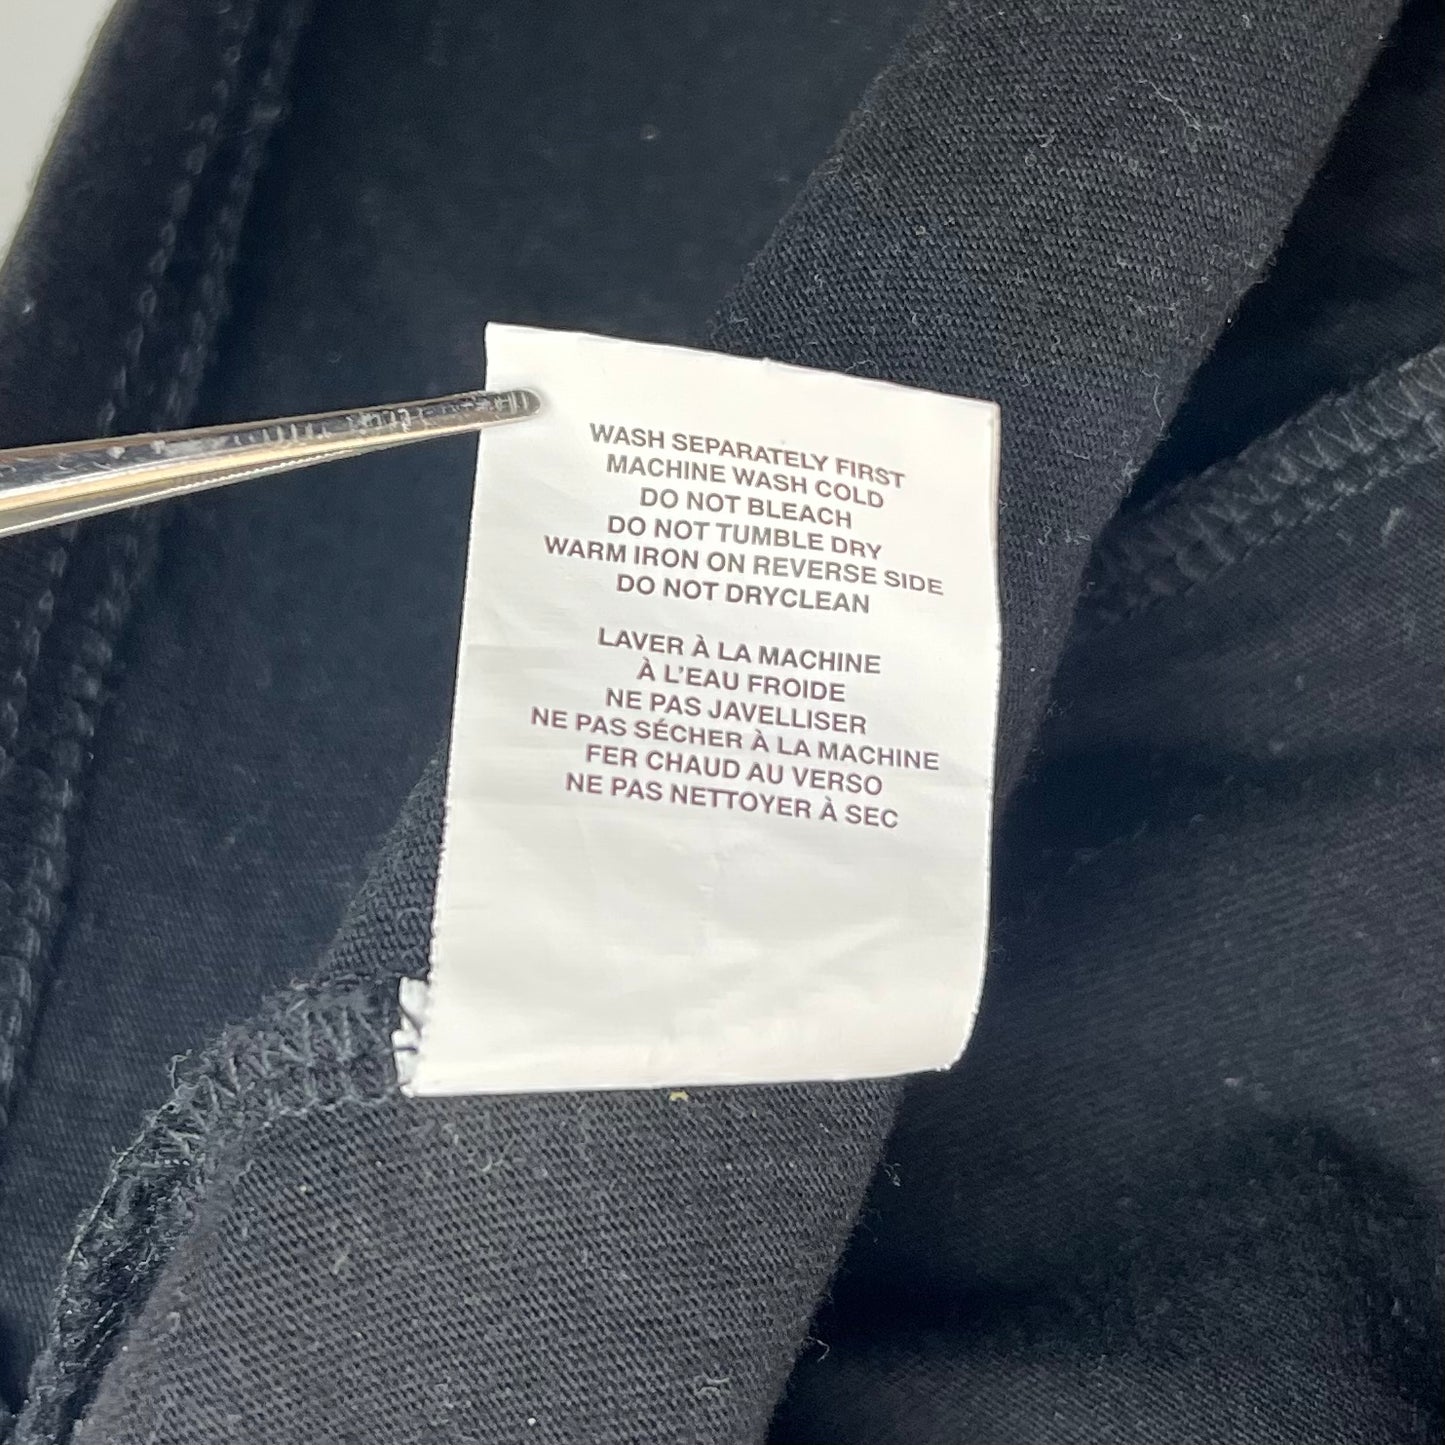 WASH SEPARATELY FIRST
MACHINE WASH COLD
DO NOT BLEACH
DO NOT TUMBLE DRY
WARM IRON ON REVERSE SIDE
DO NOT DRYCLEAN
LAVER À LA MACHINE
À L'EAU FROIDE
NE PAS JAVELLISER
NE PAS SÉCHER À LA MACHINE
FER CHAUD AU VERSO
NE PAS NETTOYER À SEC